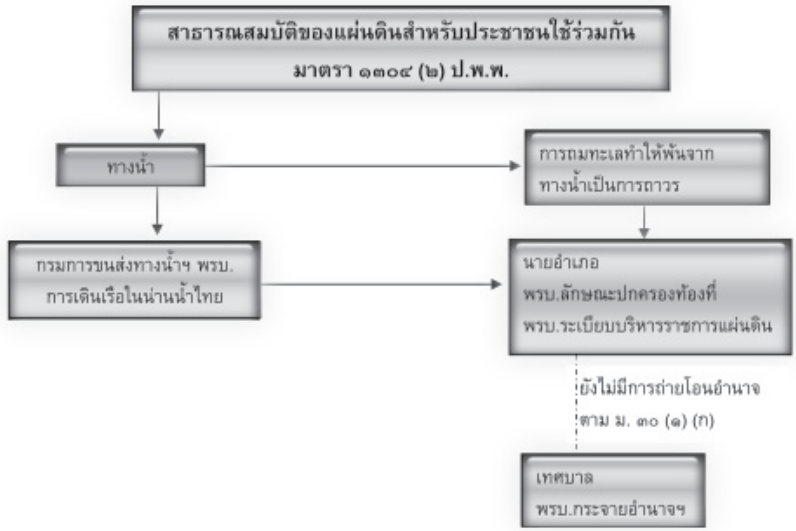 สาธารณสมบัติของแผ่นดินสำหรับประชาชนใช้ร่วมกัน
มาตรา ๑๓๐๔ (๒) ป.พ.พ.
ทางน้ำ
การถมทะเลทำให้พ้นจาก
ทางน้ำเป็นการถาวร
กรมการขนส่งทางน้ำฯ พรบ.
การเดินเรือในน่านน้ำไทย
นายอำเภอ
พรบ.ลักษณะปกครองท้องที่
พรบ.ระเบียบบริหารราชการแผ่นดิน
ยังไม่มีการถ่ายโอนอำนาจ
ตาม ม. ๓๐ (๑) (ก)
เทศบาล
พรบ.กระจายอำนาจฯ